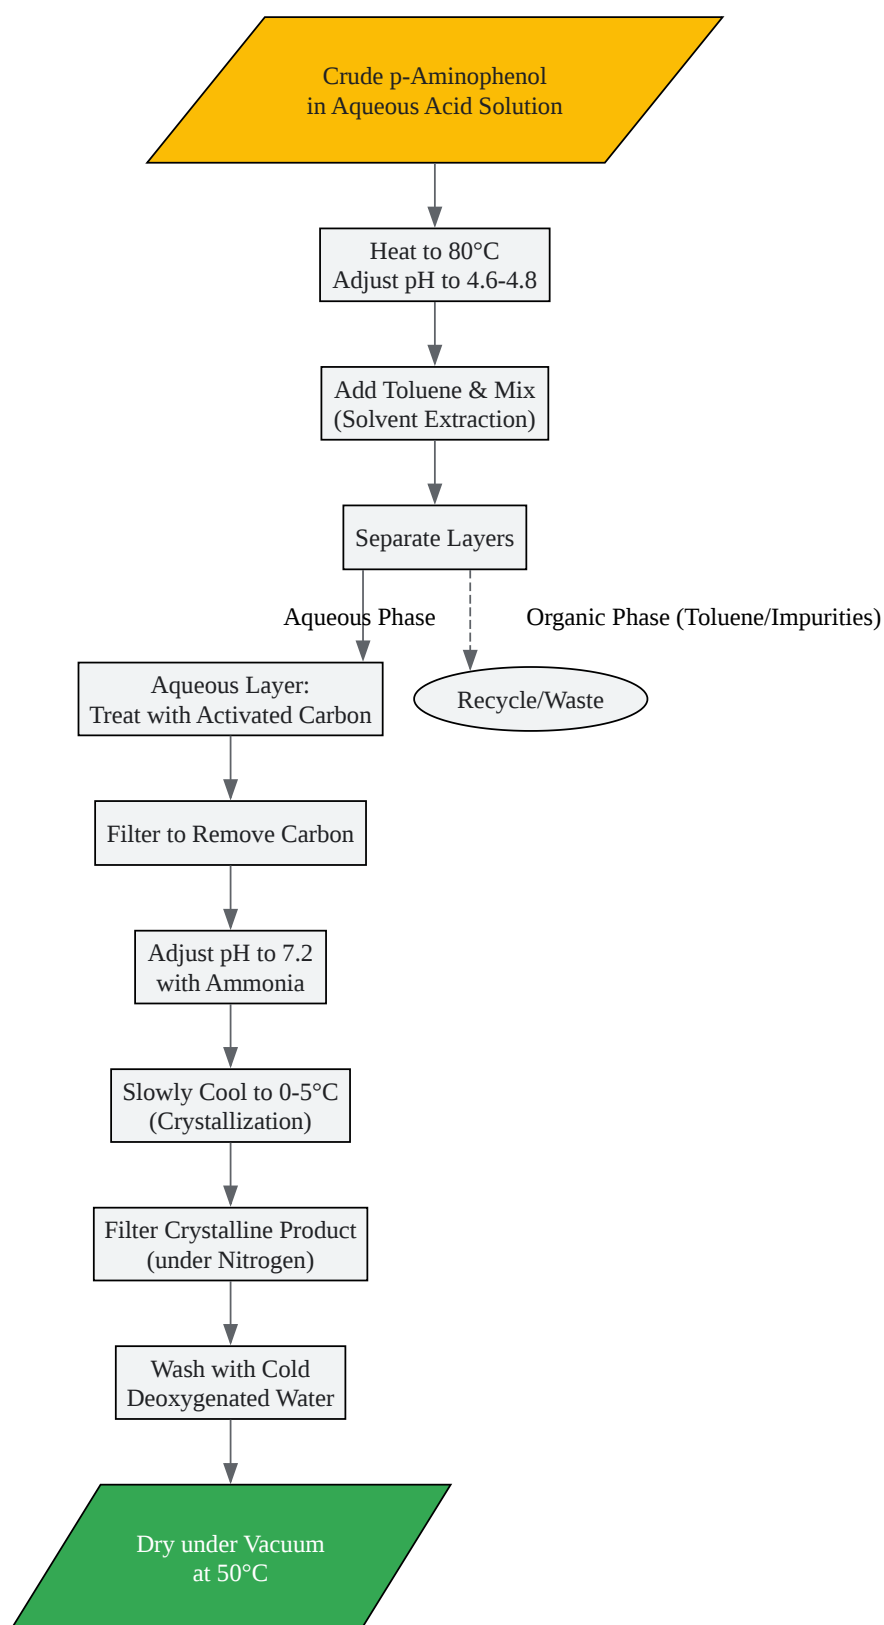 Crude p-Aminophenol
in Aqueous Acid Solution
Heat to 80°C
Adjust pH to 4.6-4.8
Add Toluene & Mix
(Solvent Extraction)
Separate Layers
Aqueous Phase
Organic Phase (Toluene/Impurities)
Aqueous Layer:
Treat with Activated Carbon
Recycle/Waste
Filter to Remove Carbon
Adjust pH to 7.2
with Ammonia
Slowly Cool to 0-5°C
(Crystallization)
Filter Crystalline Product
(under Nitrogen)
Wash with Cold
Deoxygenated Water
Dry under Vacuum
at 50°C